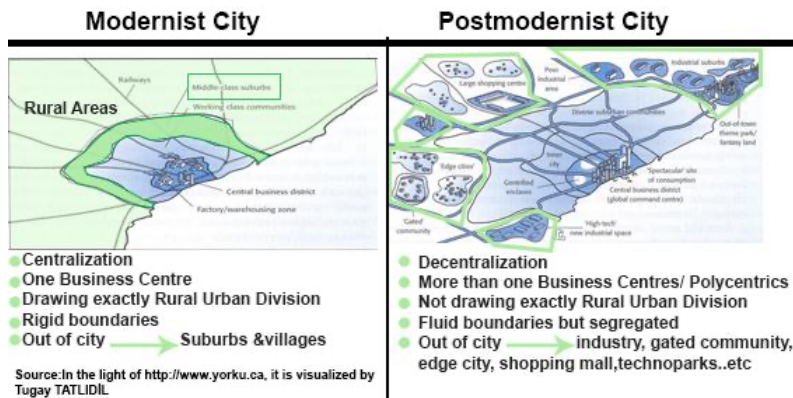 Modernist City
Railways
Middle class suburbs
Working class communities
Rural Areas
Central business district
Factory/warehousing zone
Centralization
One Business Centre
Drawing exactly Rural Urban Division
Rigid boundaries
Out of city Suburbs &villages
Source:In the light of http://www.yorku.ca, it is visualized by
Tugay TATLIDİL
Postmodernist City
Large shopping centre
Poor
industrial
area
Industrial suburbs
Diverse suburban communities
Out-of-town
theme park/
fantasy land
'Edge cities'
Inner
city
'Spectacular' site
of consumption
Gentrified
enclaves
Central business district
(global command centre)
'Gated'
community
'High-tech'
new industrial space
Decentralization
More than one Business Centres/ Polycentrics
Not drawing exactly Rural Urban Division
Fluid boundaries but segregated
Out of city industry, gated community,
edge city, shopping mall,technoparks..etc